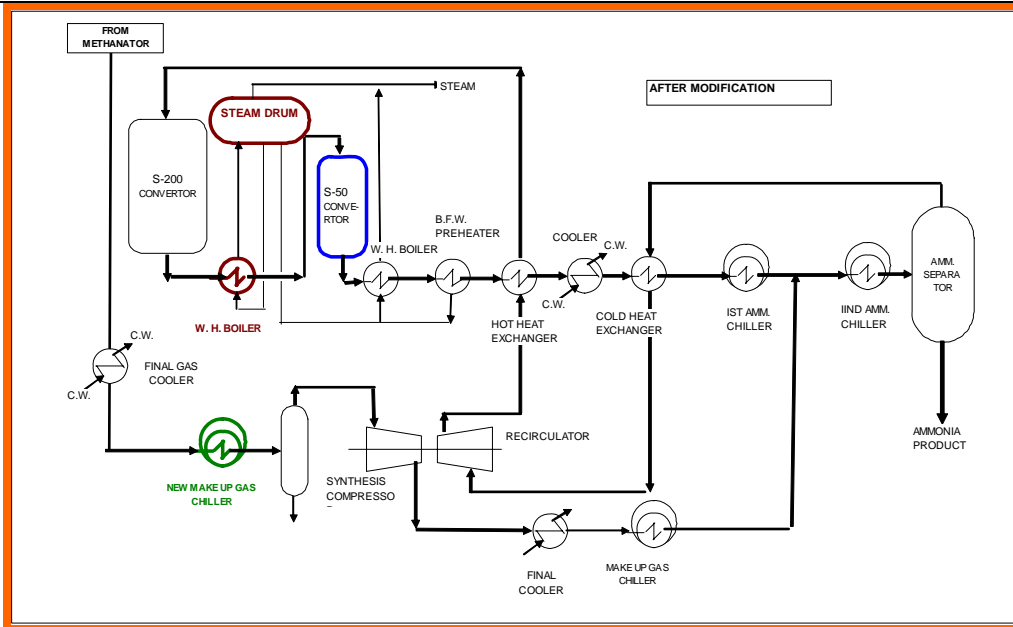 FROM
METHANATOR
STEAM
AFTER MODIFICATION
STEAM DRUM
S-200
CONVERTOR
S-50
CONVE-
RTOR
B.F.W.
PREHEATER
W. H. BOILER
COOLER
C.W.
C.W.
AMM.
SEPARA
TOR
W. H. BOILER
HOT HEAT
EXCHANGER
COLD HEAT
EXCHANGER
IST AMM.
CHILLER
IIND AMM.
CHILLER
C.W.
FINAL GAS
COOLER
C.W.
AMMONIA
PRODUCT
RECIRCULATOR
NEW MAKE UP GAS
CHILLER
SYNTHESIS
COMPRESSO
FINAL
COOLER
MAKE UP GAS
CHILLER